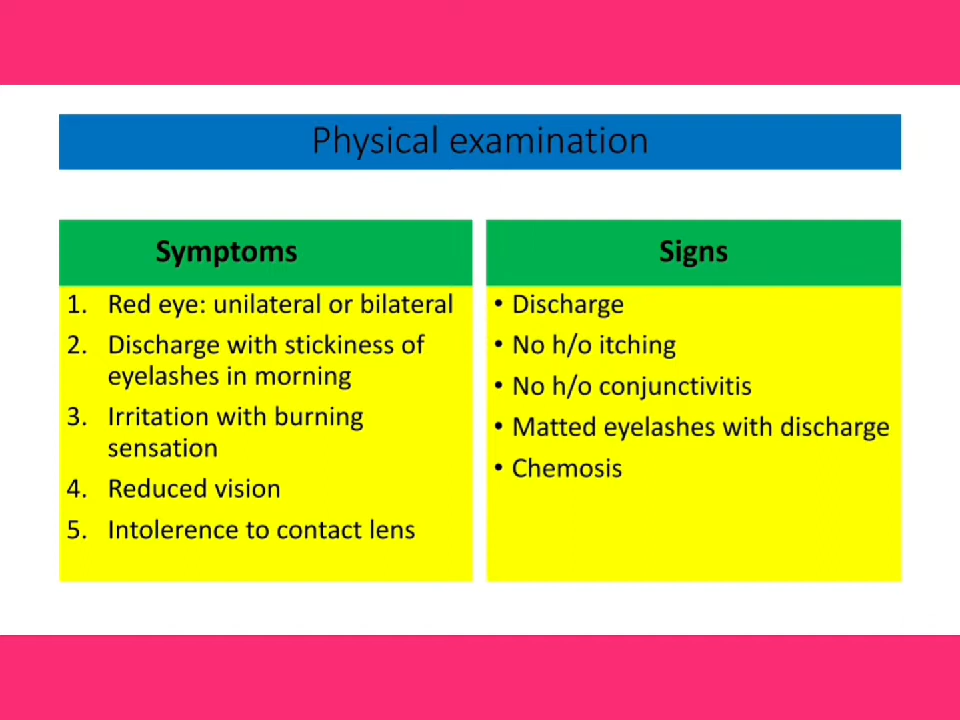 Physical examination
Symptoms
1. Red eye: unilateral or bilateral
2. Discharge with stickiness of
eyelashes in morning
3. Irritation with burning
sensation
4. Reduced vision
5. Intolerence to contact lens
Signs
• Discharge
• No h/o itching
• No h/o conjunctivitis
• Matted eyelashes with discharge
• Chemosis